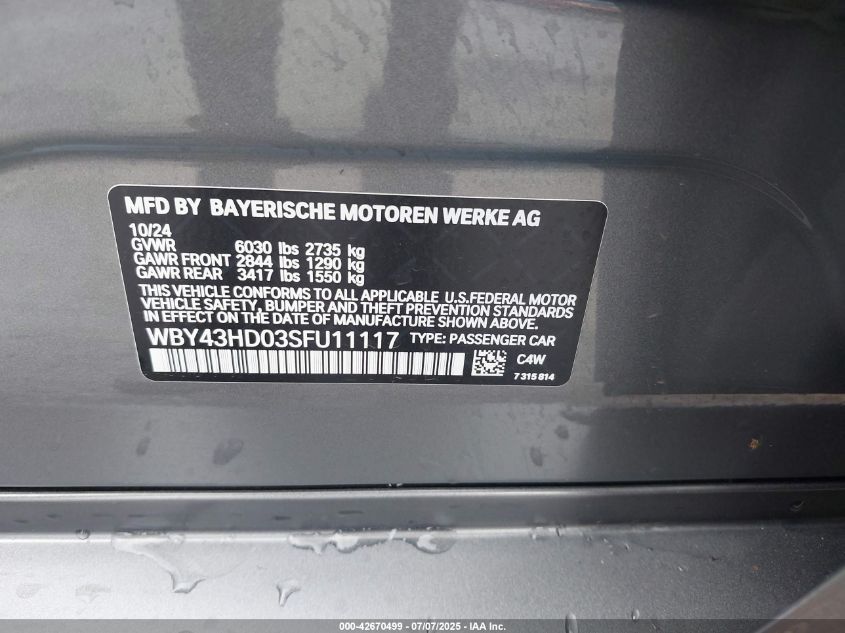 MFD BY BAYERISCHE MOTOREN WERKE AG
10/24
GVWR 6030 lbs 2735 kg
GAWR FRONT 2844 lbs 1290 kg
GAWR REAR 3417 lbs 1550 kg
THIS VEHICLE CONFORMS TO ALL APPLICABLE U.S.FEDERAL MOTOR
VEHICLE SAFETY, BUMPER AND THEFT PREVENTION STANDARDS
IN EFFECT ON THE DATE OF MANUFACTURE SHOWN ABOVE.
WBY43HD03SFU11117 TYPE: PASSENGER CAR
C4W
7 315 814
000-42670499 | 07/07/2025 - IAA Inc.